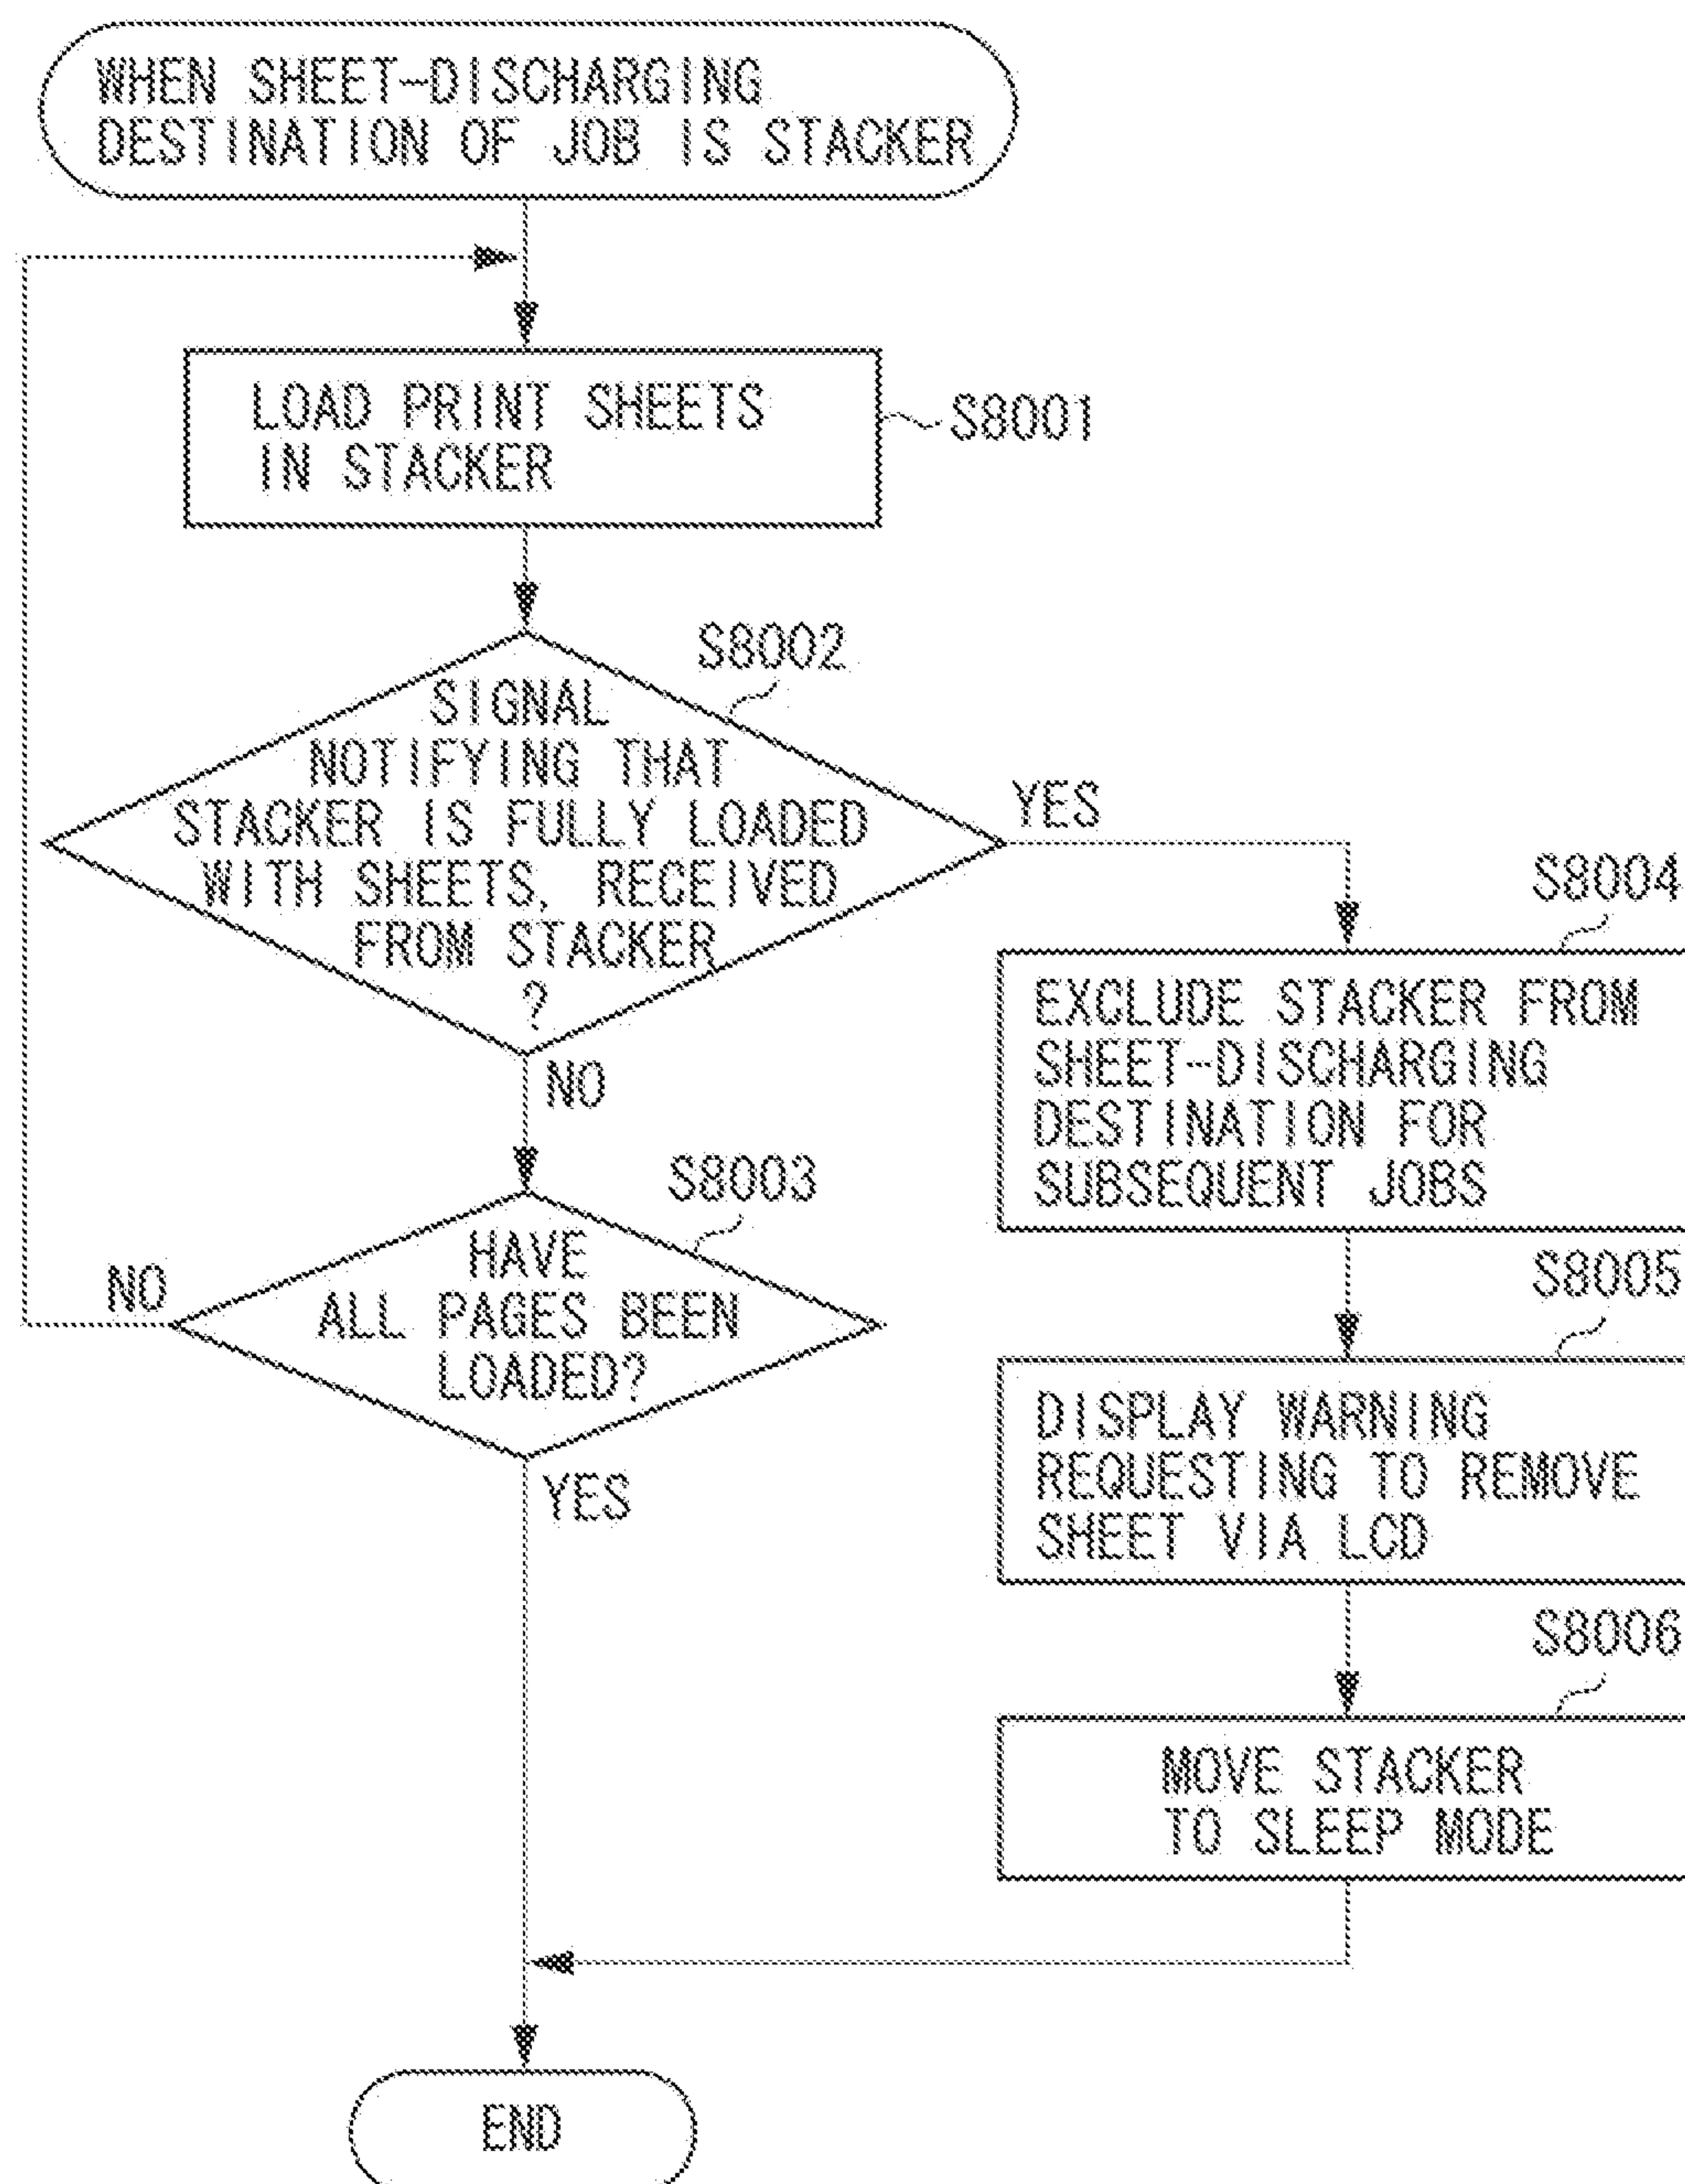 WHEN SHEET-DISCHARGING
DESTINATION OF JOB IS STACKER
LOAD PRINT SHEETS
IN STACKER
S8001
S8002
SIGNAL
NOTIFYING THAT
STACKER IS FULLY LOADED
WITH SHEETS, RECEIVED
FROM STACKER
?
YES
NO
S8003
HAVE
ALL PAGES BEEN
LOADED?
NO
YES
S8004
EXCLUDE STACKER FROM
SHEET-DISCHARGING
DESTINATION FOR
SUBSEQUENT JOBS
S8005
DISPLAY WARNING
REQUESTING TO REMOVE
SHEET VIA LCD
S8006
MOVE STACKER
TO SLEEP MODE
END